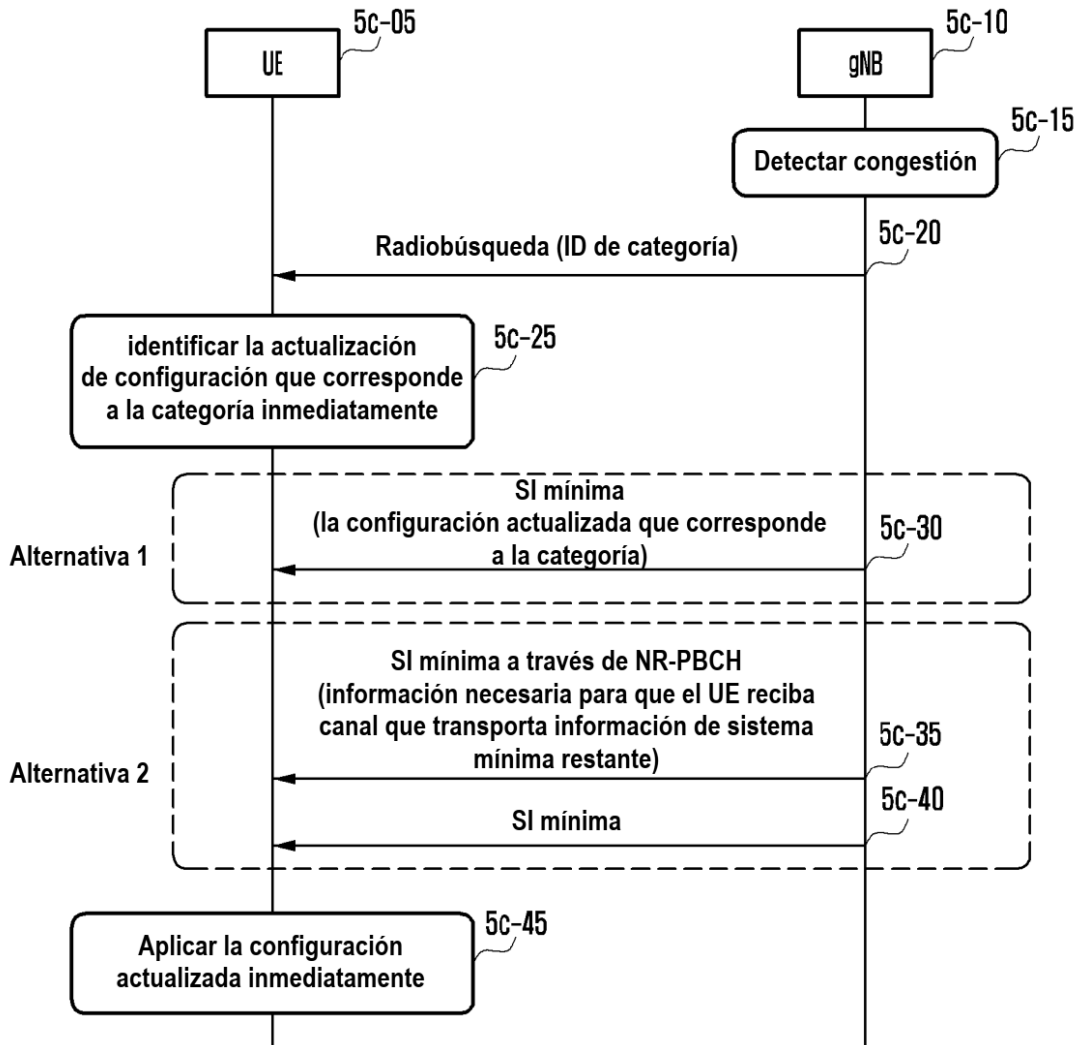 5c-05
5c-10
UE
gNB
5c-15
Detectar congestión
5c-20
Radiobúsqueda (ID de categoría)
identificar la actualización
de configuración que corresponde
a la categoría inmediatamente
5c-25
SI mínima
(la configuración actualizada que corresponde
a la categoría)
5c-30
Alternativa 1
SI mínima a través de NR-PBCH
(información necesaria para que el UE reciba
canal que transporta información de sistema
mínima restante)
5c-35
Alternativa 2
5c-40
SI mínima
Aplicar la configuración
actualizada inmediatamente
5c-45